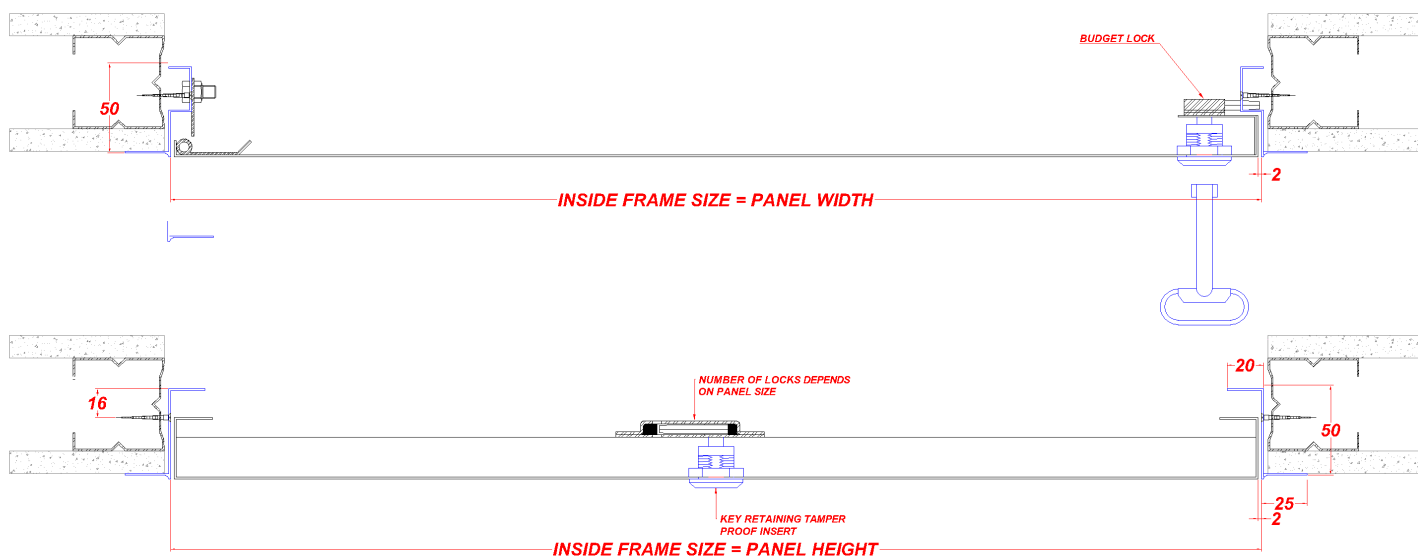 BUDGET LOCK
50
2
INSIDE FRAME SIZE = PANEL WIDTH
20
NUMBER OF LOCKS DEPENDS
ON PANEL SIZE
16
50
25
2
KEY RETAINING TAMPER
PROOF INSERT
INSIDE FRAME SIZE = PANEL HEIGHT